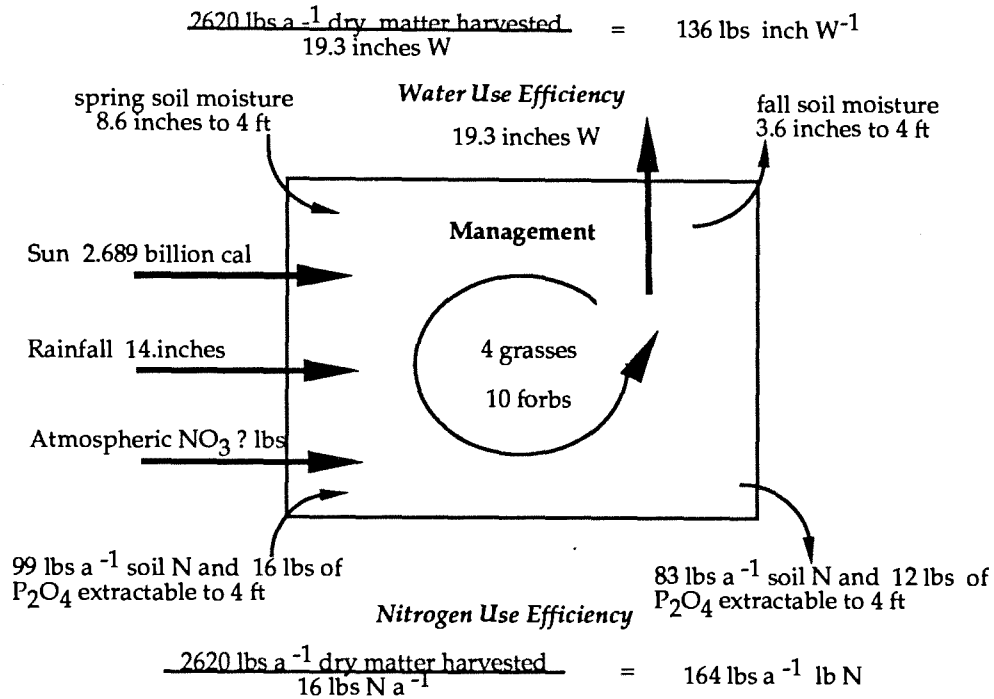 2620 lbs a -1 dry matter harvested
19.3 inches W
= 136 lbs inch W-1
spring soil moisture
8.6 inches to 4 ft
Water Use Efficiency
19.3 inches W
fall soil moisture
3.6 inches to 4 ft
Management
Sun 2.689 billion cal
Rainfall 14.inches
4 grasses
10 forbs
Atmospheric NO3 ? lbs
99 lbs a -1 soil N and 16 lbs of
P2O4 extractable to 4 ft
83 lbs a -1 soil N and 12 lbs of
P2O4 extractable to 4 ft
Nitrogen Use Efficiency
2620 lbs a -1 dry matter harvested
16 lbs N a -1
= 164 lbs a -1 lb N